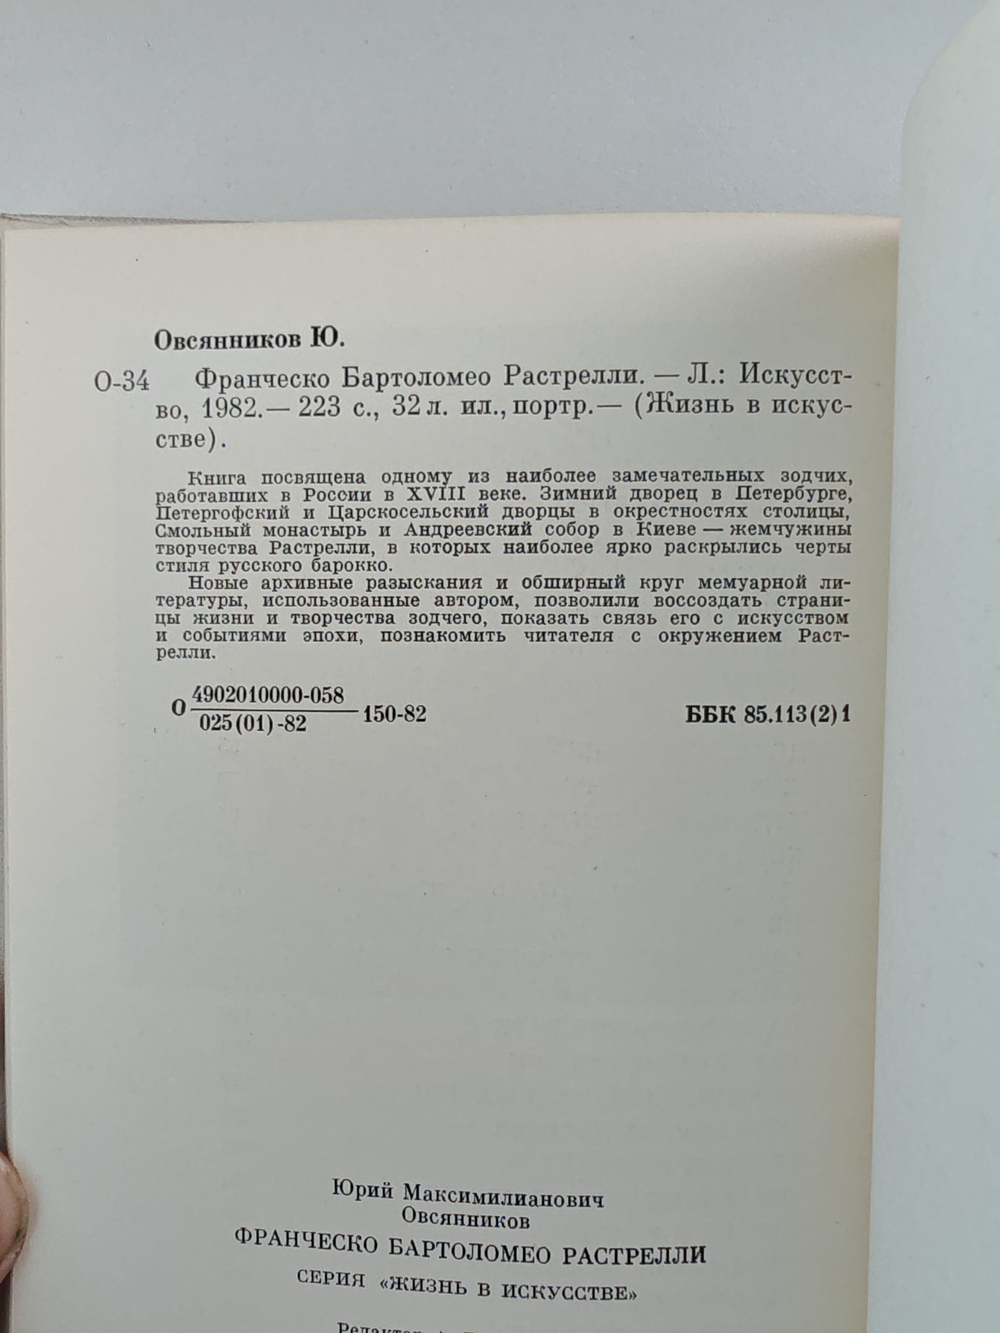 Овсянников Ю.
О-34 Франческо Бартоломео Растрелли. — Л.: Искусст-
во, 1982.— 223 с., 32 л. ил., портр.— (Жизнь в искус-
стве).
Книга посвящена одному из наиболее замечательных зодчих,
работавших в России в XVIII веке. Зимний дворец в Петербурге,
Петергофский и Царскосельский дворцы в окрестностях столицы,
Смольный монастырь и Андреевский собор в Киеве — жемчужины
творчества Растрелли, в которых наиболее ярко раскрылись черты
стиля русского барокко.
Новые архивные разыскания и обширный круг мемуарной ли-
тературы, использованные автором, позволили воссоздать страни-
цы жизни и творчества зодчего, показать связь его с искусством
и событиями эпохи, познакомить читателя с окружением Раст-
релли.
4902010000-058
О 150-82 ББК 85.113(2)1
025(01)-82
Юрий Максимилианович
Овсянников
ФРАНЧЕСКО БАРТОЛОМЕО РАСТРЕЛЛИ
СЕРИЯ «ЖИЗНЬ В ИСКУССТВЕ»